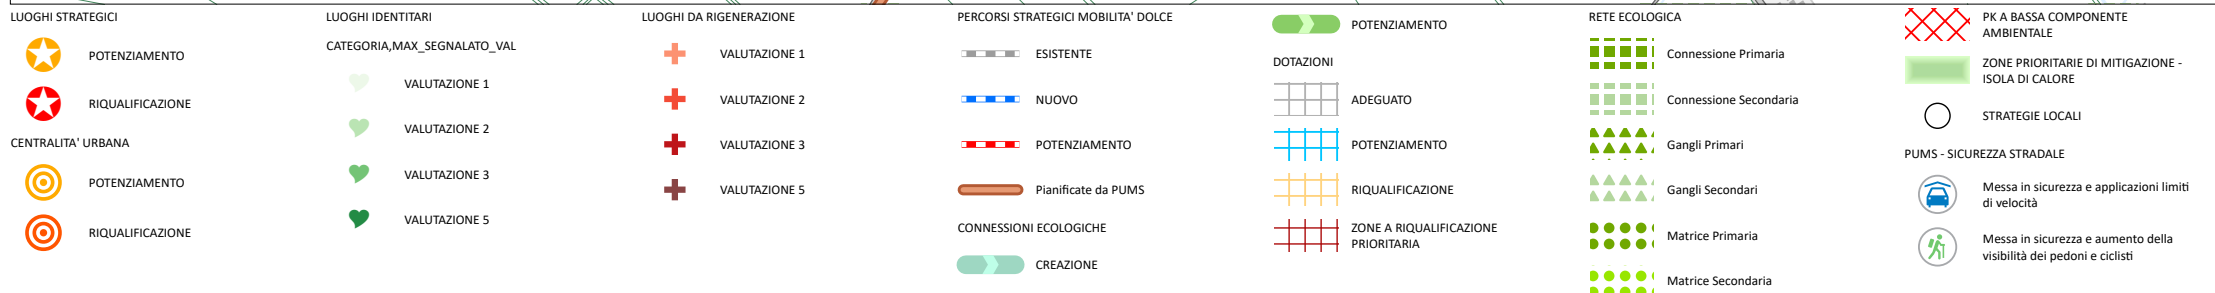 LUOGHI STRATEGICI
POTENZIAMENTO
RIQUALIFICAZIONE
CENTRALITA' URBANA
POTENZIAMENTO
RIQUALIFICAZIONE
LUOGHI IDENTITARI
CATEGORIA,MAX_SEGNALATO_VAL
VALUTAZIONE 1
VALUTAZIONE 2
VALUTAZIONE 3
VALUTAZIONE 5
LUOGHI DA RIGENERAZIONE
VALUTAZIONE 1
VALUTAZIONE 2
VALUTAZIONE 3
VALUTAZIONE 5
PERCORSI STRATEGICI MOBILITA' DOLCE
ESISTENTE
NUOVO
POTENZIAMENTO
Pianificate da PUMS
CONNESSIONI ECOLOGICHE
CREAZIONE
POTENZIAMENTO
DOTAZIONI
ADEGUATO
POTENZIAMENTO
RIQUALIFICAZIONE
ZONE A RIQUALIFICAZIONE
PRIORITARIA
RETE ECOLOGICA
Connessione Primaria
Connessione Secondaria
Gangli Primari
Gangli Secondari
Matrice Primaria
Matrice Secondaria
PK A BASSA COMPONENTE
AMBIENTALE
ZONE PRIORITARIE DI MITIGAZIONE -
ISOLA DI CALORE
STRATEGIE LOCALI
PUMS - SICUREZZA STRADALE
Messa in sicurezza e applicazioni limiti
di velocità
Messa in sicurezza e aumento della
visibilità dei pedoni e ciclisti